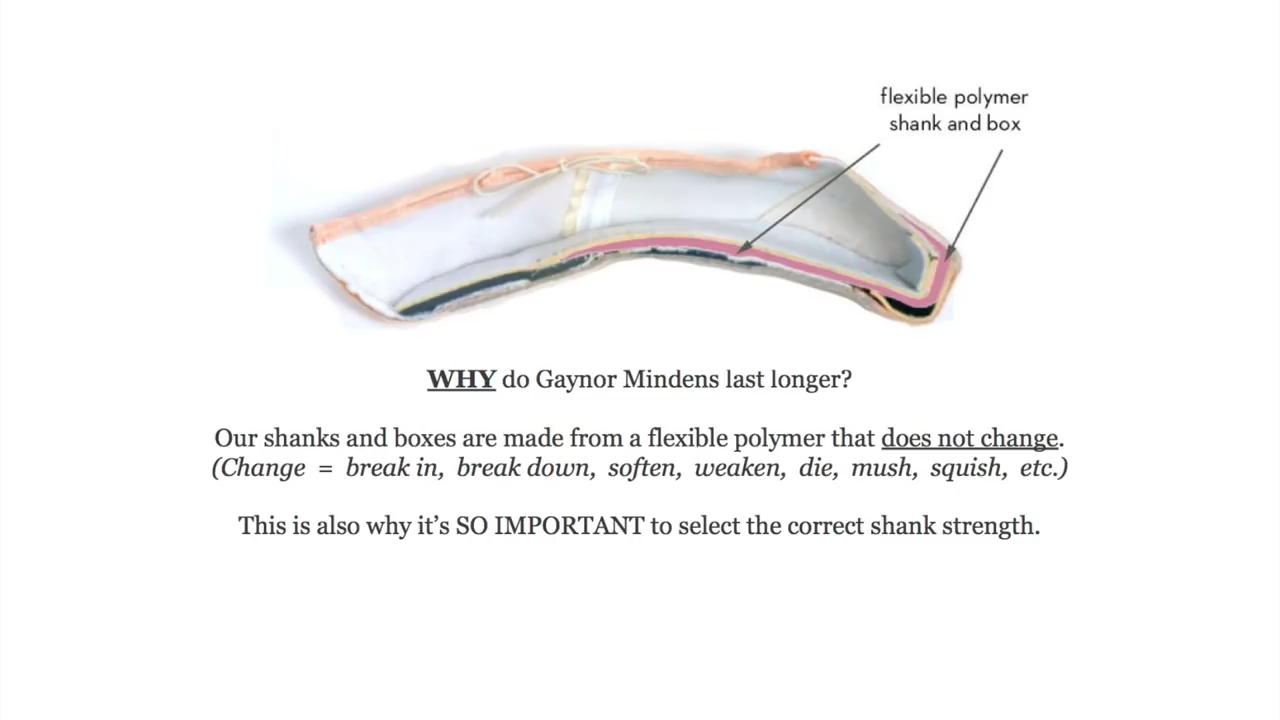 flexible polymer
shank and box
WHY do Gaynor Mindens last longer?
Our shanks and boxes are made from a flexible polymer that does not change.
(Change = break in, break down, soften, weaken, die, mush, squish, etc.)
This is also why it’s SO IMPORTANT to select the correct shank strength.